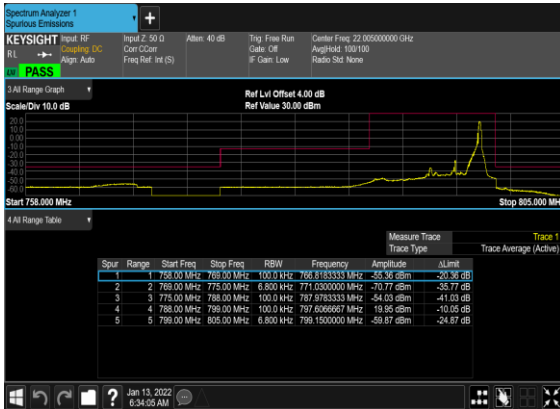 Spectrum Analyzer 1
Spurious Emissions
+
KEYSIGHT Input: RF Input Z: 50 Ω Atten: 40 dB Trig: Free Run Center Freq: 22.005000000 GHz
RL Coupling: DC Corr CCorr Gate: Off Avg|Hold: 100/100
Align: Auto Freq Ref: Int (S) IF Gain: Low Radio Std: None
PASS
3 All Range Graph
Ref Lvl Offset 4.00 dB
Scale/Div 10.0 dB Ref Value 30.00 dBm
20.0
10.0
0.00
-10.0
-20.0
-30.0
-40.0
-50.0
-60.0
Start 758.000 MHz Stop 805.000 MH
4 All Range Table
Measure Trace Trace 1
Trace Type Trace Average (Active)
Spur Range Start Freq Stop Freq RBW Frequency Amplitude ΔLimit
1 1 758.00 MHz 769.00 MHz 100.0 kHz 766.8183333 MHz -55.36 dBm -20.36 dB
2 2 769.00 MHz 775.00 MHz 6.800 kHz 771.0300000 MHz -70.77 dBm -35.77 dB
3 3 775.00 MHz 788.00 MHz 100.0 kHz 787.9783333 MHz -54.03 dBm -41.03 dB
4 4 788.00 MHz 799.00 MHz 100.0 kHz 797.6066667 MHz 19.95 dBm -10.05 dB
5 5 799.00 MHz 805.00 MHz 6.800 kHz 799.1500000 MHz -59.87 dBm -24.87 dB
? Jan 13, 2022
6:34:05 AM